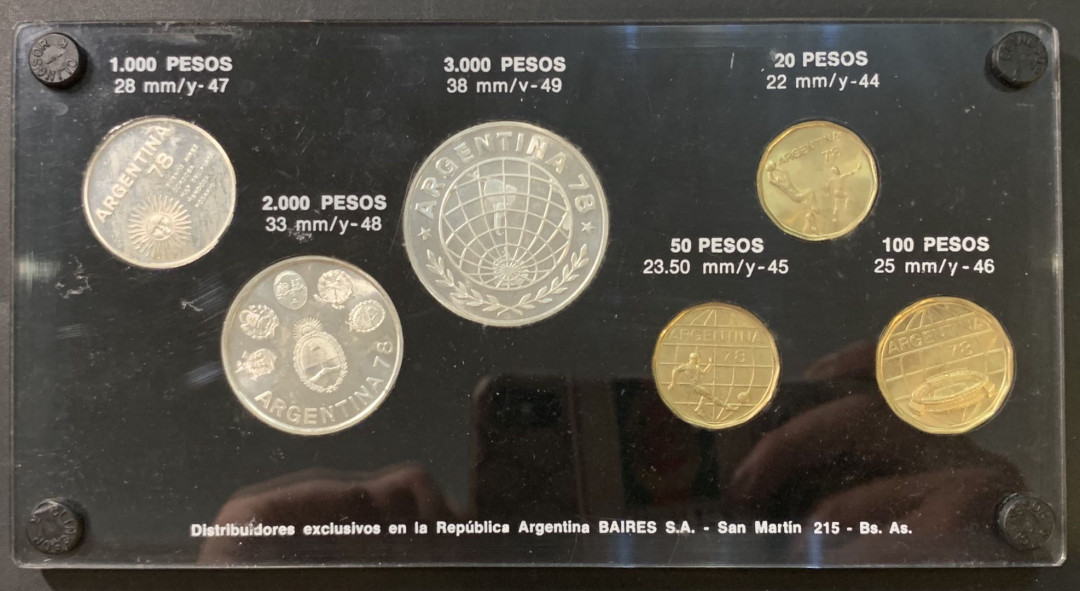 1.000 PESOS
28 mm/y-47
3.000 PESOS
38 mm/y-49
20 PESOS
22 mm/y-44
ARGENTINA
78
2.000 PESOS
33 mm/y-48
ARGENTINA 78
ARGENTINA
78
50 PESOS
23.50 mm/y-45
100 PESOS
25 mm/y-46
ARGENTINA 78
ARGENTINA
78
ARGENTINA
78
Distribuidores exclusivos en la República Argentina BAIRES S.A. - San Martín 215 - Bs. As.